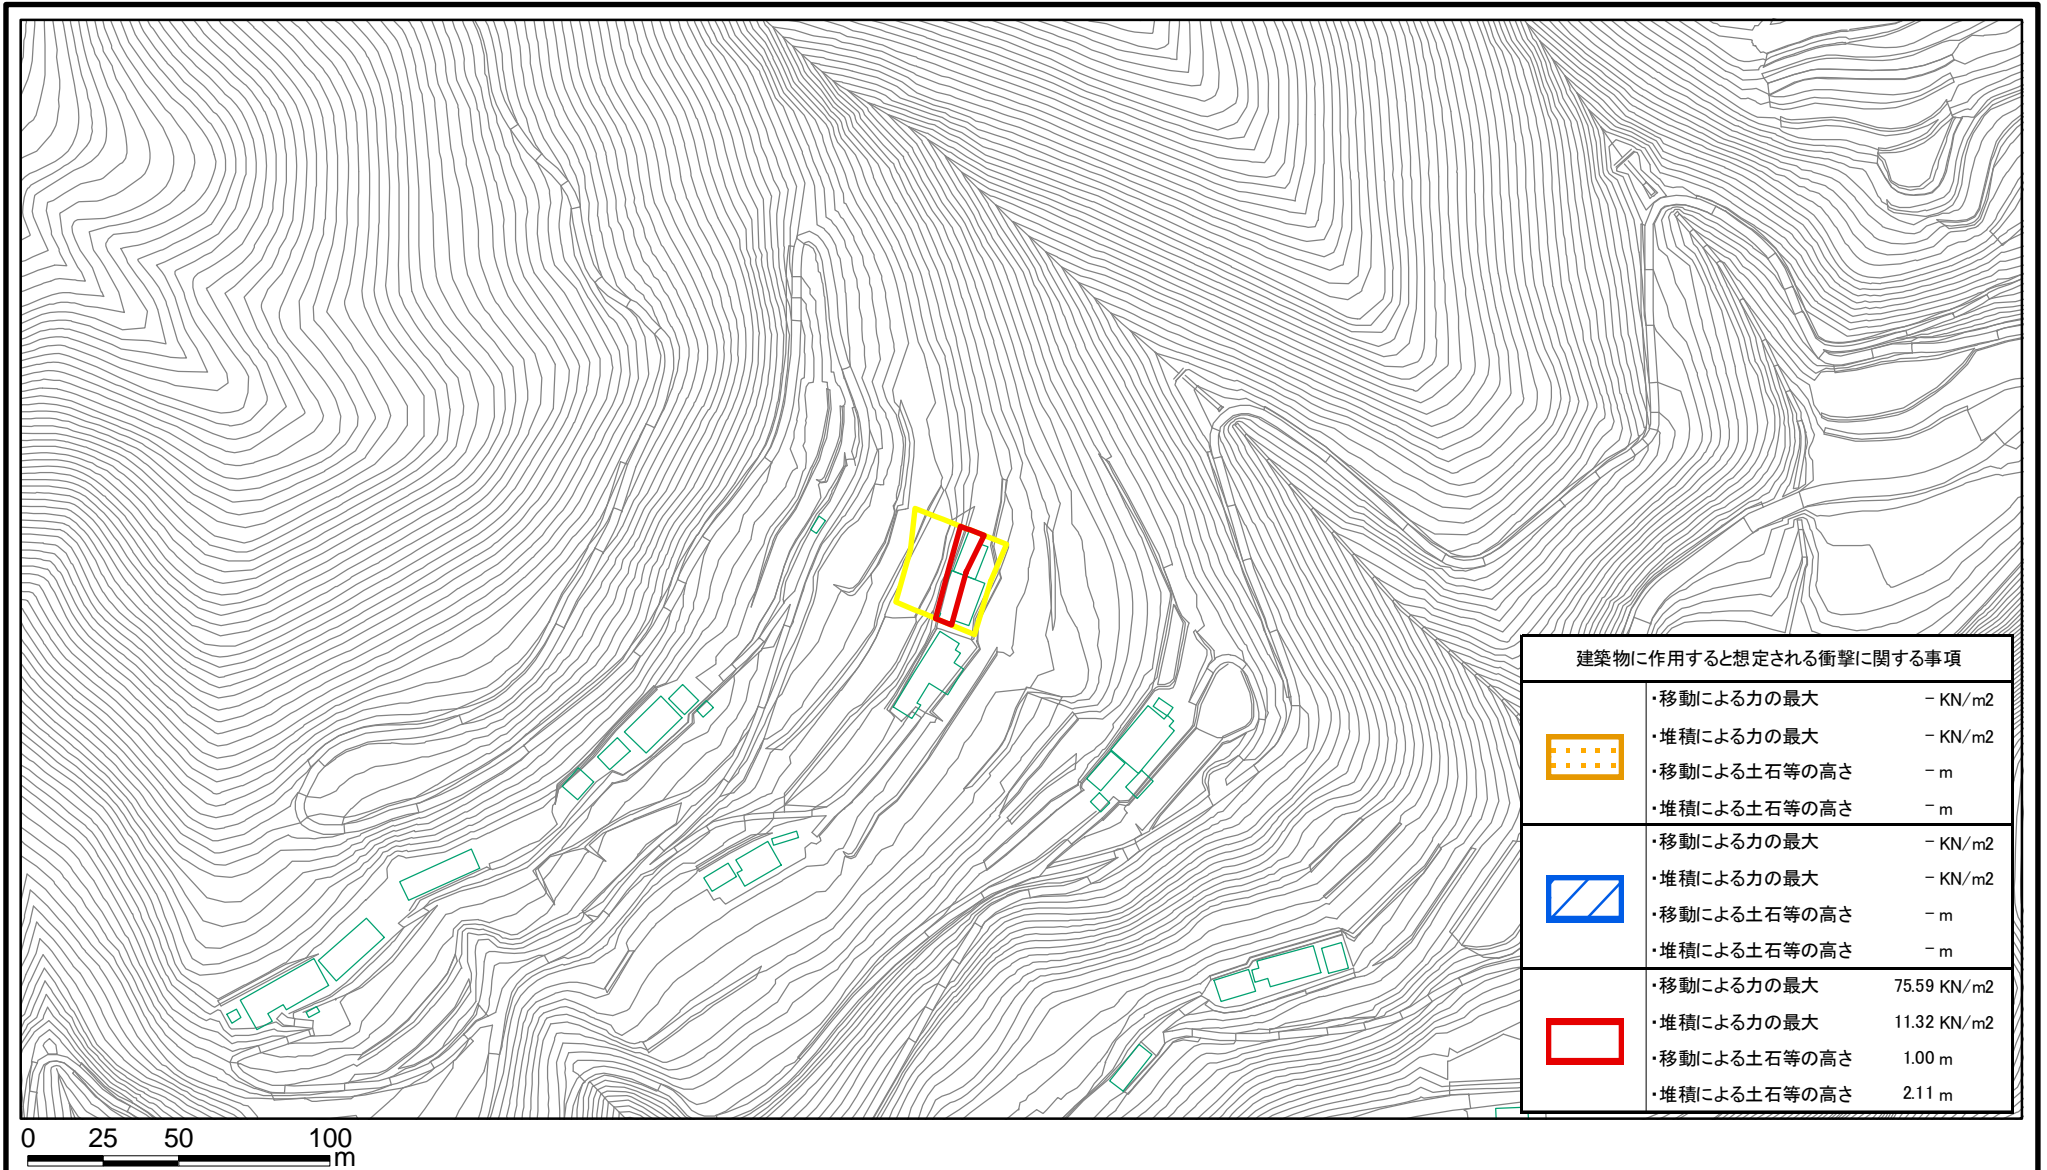 建築物に作用すると想定される衝撃に関する事項
・移動による力の最大 － KN/m2
・堆積による力の最大 － KN/m2
・移動による土石等の高さ － m
・堆積による土石等の高さ － m
・移動による力の最大 － KN/m2
・堆積による力の最大 － KN/m2
・移動による土石等の高さ － m
・堆積による土石等の高さ － m
・移動による力の最大 75.59 KN/m2
・堆積による力の最大 11.32 KN/m2
・移動による土石等の高さ 1.00 m
・堆積による土石等の高さ 2.11 m
0 25 50 100
m